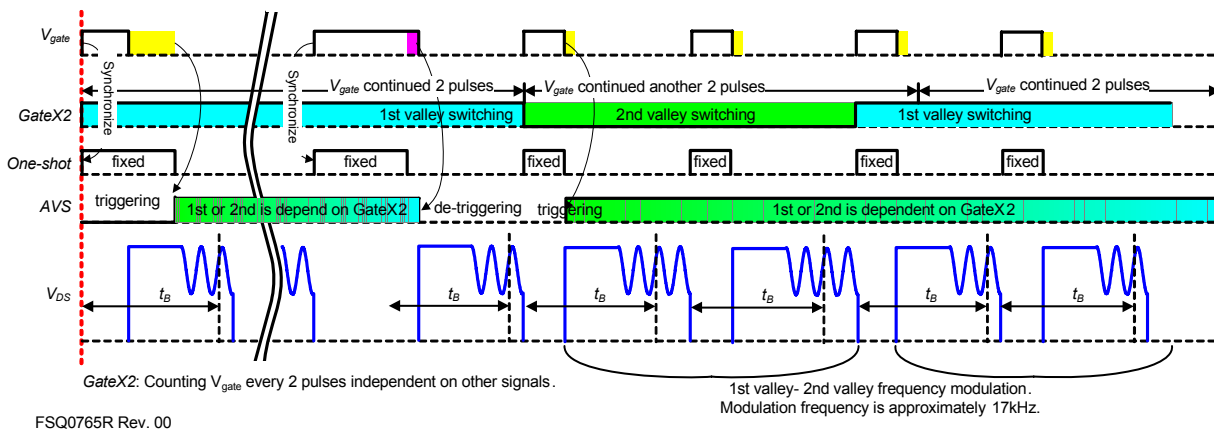 Vgate
Synchronize
Synchronize
Vgate continued 2 pulses
Vgate continued another 2 pulses
Vgate continued 2 pulses
GateX2
1st valley switching
2nd valley switching
1st valley switching
One-shot
fixed
fixed
fixed
fixed
fixed
fixed
triggering
de-triggering
triggering
AVS
1st or 2nd is depend on GateX2
1st or 2nd is dependent on GateX2
VDS
tB
tB
tB
tB
tB
tB
GateX2: Counting Vgate every 2 pulses independent on other signals.
1st valley- 2nd valley frequency modulation.
Modulation frequency is approximately 17kHz.
FSQ0765R Rev. 00